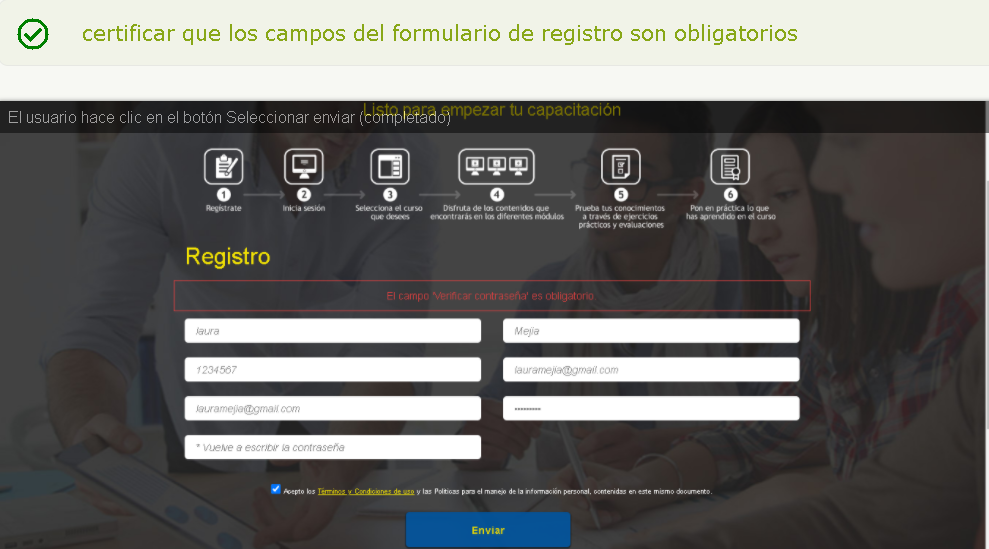 certificar que los campos del formulario de registro son obligatorios
Listo para empezar tu capacitación
El usuario hace clic en el botón Seleccionar enviar (completado)
1 2 3 4 5 6
Regístrate
Inicia sesión
Selecciona el curso
que desees
Disfruta de los contenidos que
encontrarás en los diferentes módulos
Prueba tus conocimientos
a través de ejercicios
prácticos y evaluaciones
Pon en práctica lo que
has aprendido en el curso
Registro
El campo 'Verificar contraseña' es obligatorio.
laura
Mejia
1234567
lauramejia@gmail.com
lauramejia@gmail.com
•••••••••
* Vuelve a escribir la contraseña
Acepto los Términos y Condiciones de uso y las Políticas para el manejo de la información personal, contenidas en este mismo documento.
Enviar